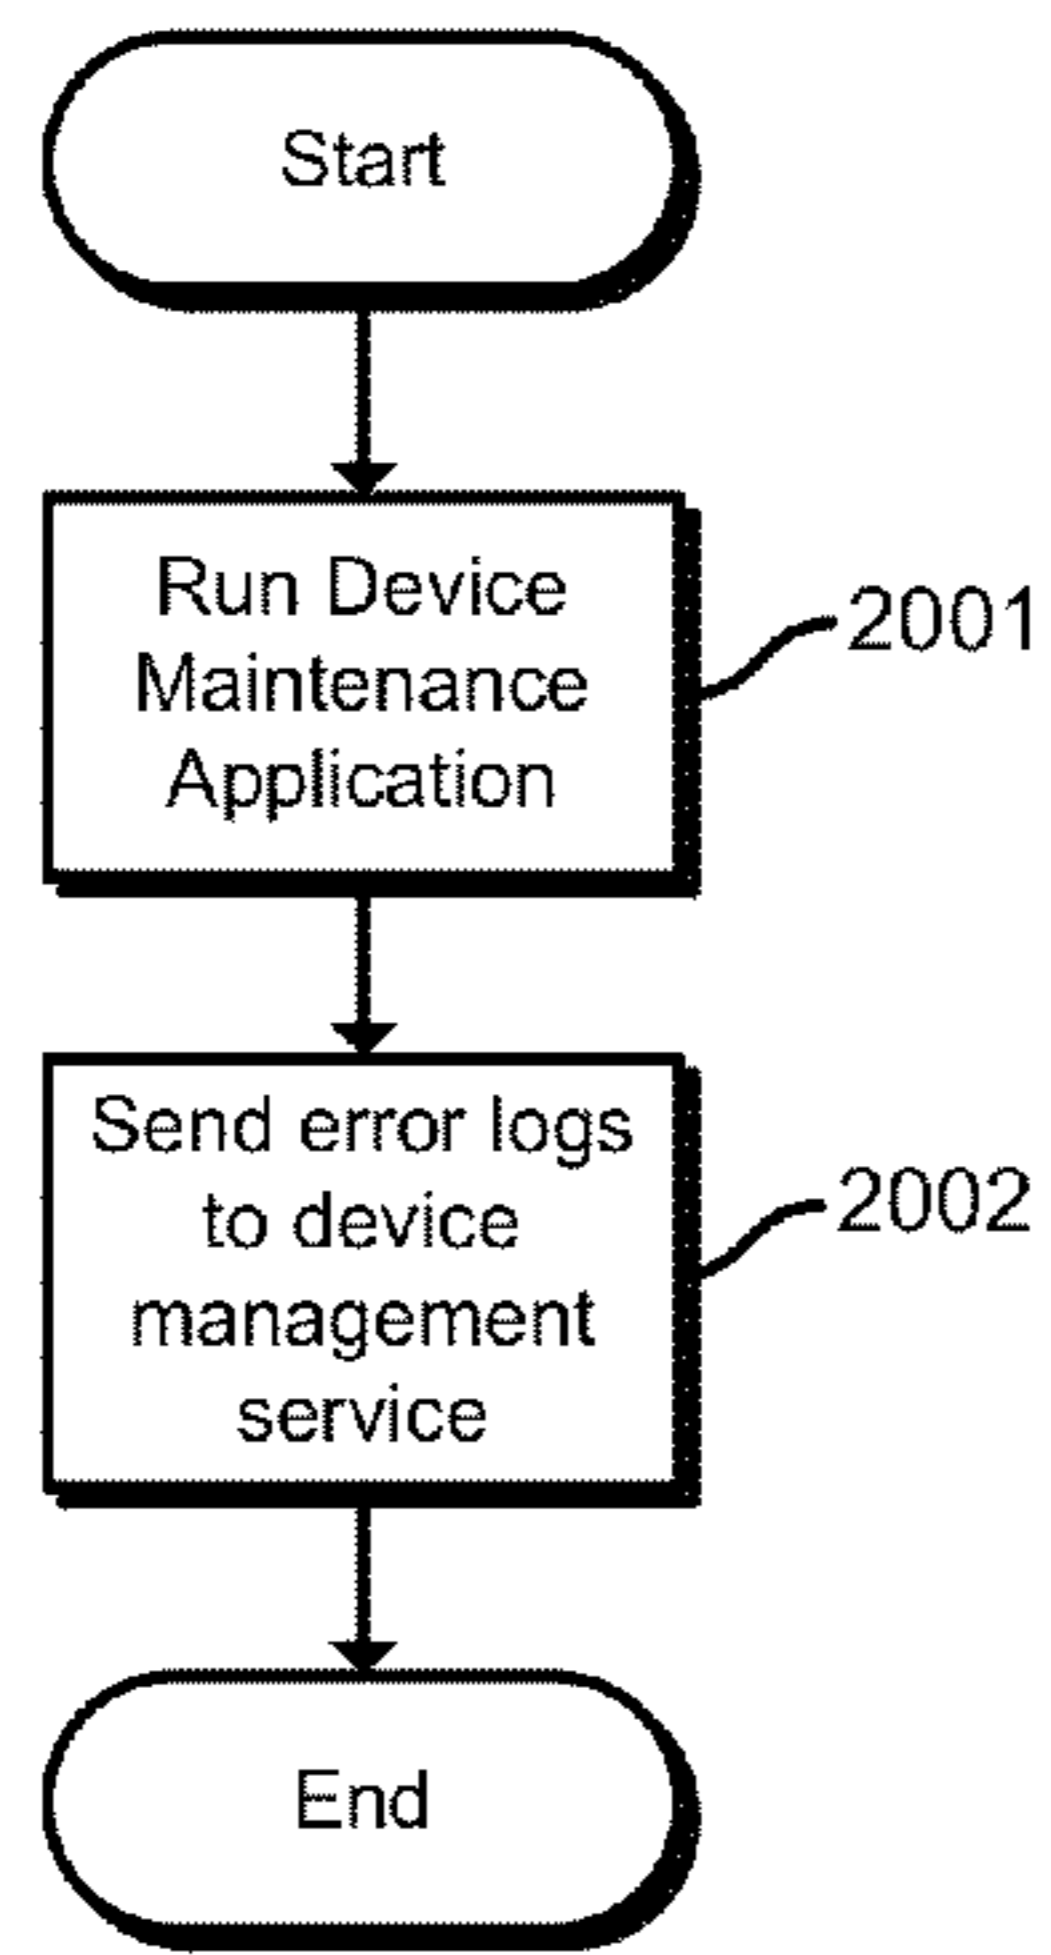 Start
Run Device
Maintenance
Application
2001
Send error logs
to device
management
service
2002
End